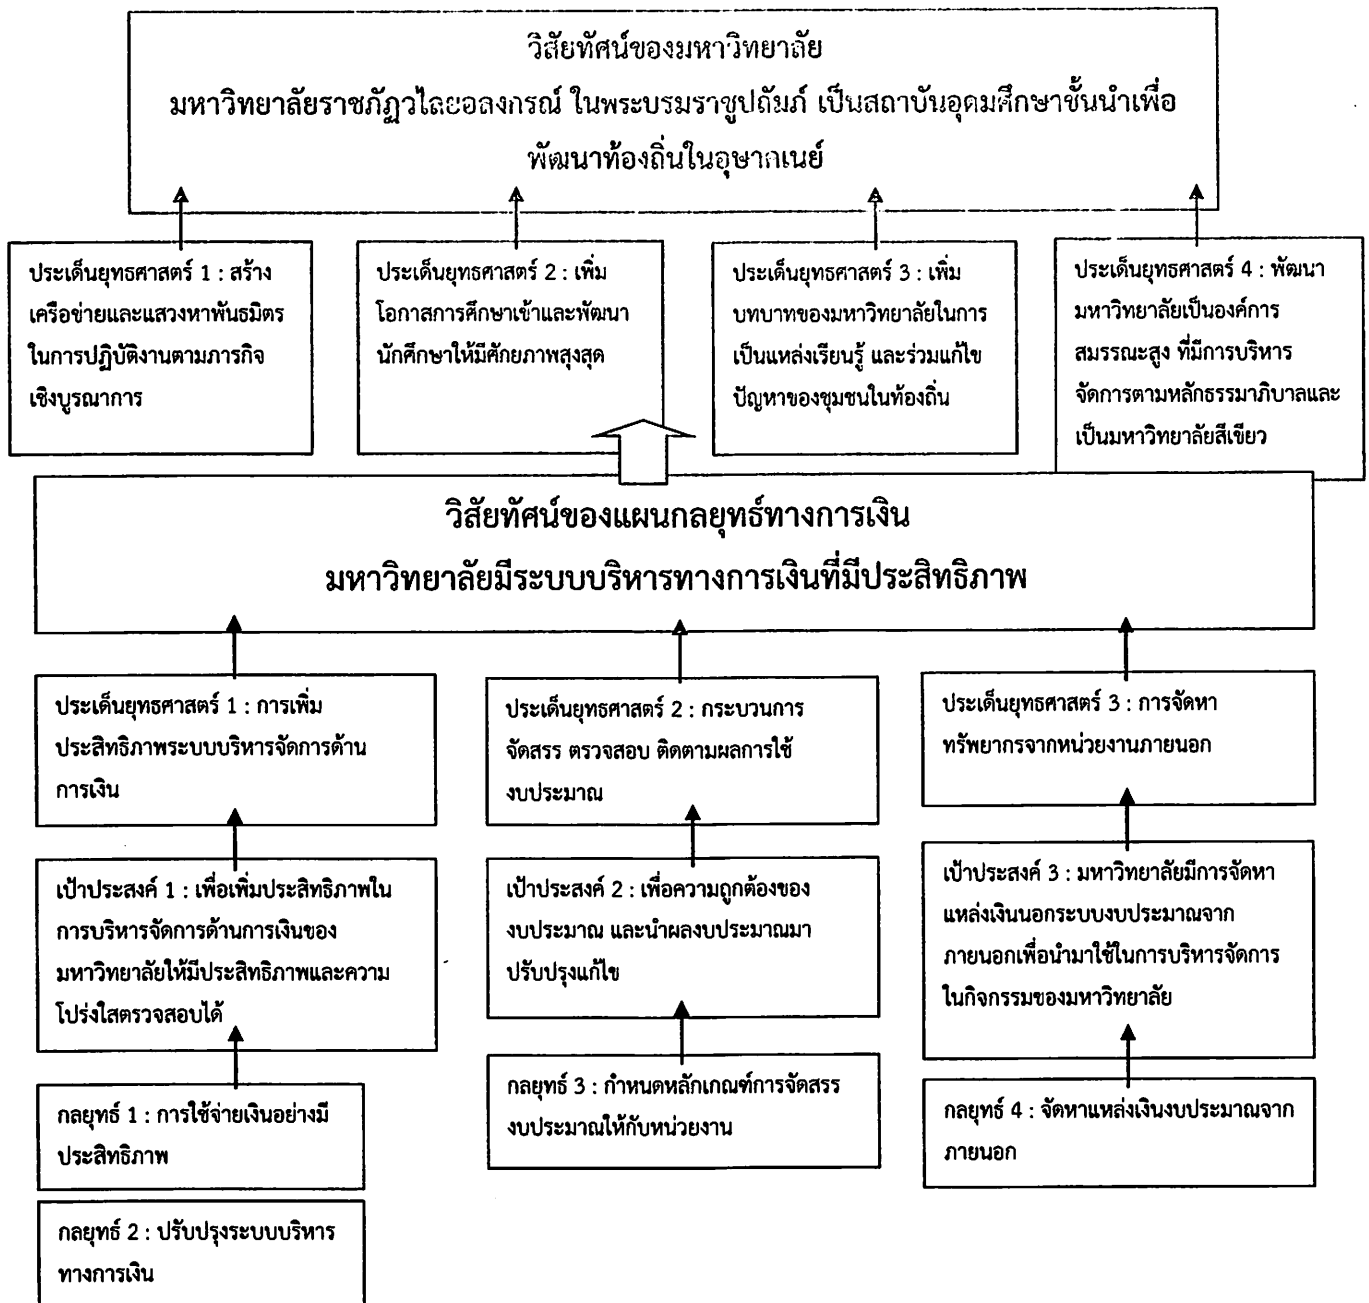 วิสัยทัศน์ของมหาวิทยาลัย
มหาวิทยาลัยราชภัฏวไลยอลงกรณ์ ในพระบรมราชูปถัมภ์ เป็นสถาบันอุดมศึกษาชั้นนำเพื่อ
พัฒนาท้องถิ่นในอุษาคเนย์
ประเด็นยุทธศาสตร์ 1 : สร้าง
เครือข่ายและแสวงหาพันธมิตร
ในการปฏิบัติงานตามภารกิจ
เชิงบูรณาการ
ประเด็นยุทธศาสตร์ 2 : เพิ่ม
โอกาสการศึกษาเข้าและพัฒนา
นักศึกษาให้มีศักยภาพสุงสุด
ประเด็นยุทธศาสตร์ 3 : เพิ่ม
บทบาทของมหาวิทยาลัยในการ
เป็นแหล่งเรียนรู้ และร่วมแก้ไข
ปัญหาของชุมชนในท้องถิ่น
ประเด็นยุทธศาสตร์ 4 : พัฒนา
มหาวิทยาลัยเป็นองค์การ
สมรรณะสูง ที่มีการบริหาร
จัดการตามหลักธรรมาภิบาลและ
เป็นมหาวิทยาลัยสีเขียว
วิสัยทัศน์ของแผนกลยุทธ์ทางการเงิน
มหาวิทยาลัยมีระบบบริหารทางการเงินที่มีประสิทธิภาพ
ประเด็นยุทธศาสตร์ 1 : การเพิ่ม
ประสิทธิภาพระบบบริหารจัดการด้าน
การเงิน
ประเด็นยุทธศาสตร์ 2 : กระบวนการ
จัดสรร ตรวจสอบ ติดตามผลการใช้
งบประมาณ
ประเด็นยุทธศาสตร์ 3 : การจัดหา
ทรัพยากรจากหน่วยงานภายนอก
เป้าประสงค์ 1 : เพื่อเพิ่มประสิทธิภาพใน
การบริหารจัดการด้านการเงินของ
มหาวิทยาลัยให้มีประสิทธิภาพและความ
โปร่งใสตรวจสอบได้
เป้าประสงค์ 2 : เพื่อความถูกต้องของ
งบประมาณ และนำผลงบประมาณมา
ปรับปรุงแก้ไข
เป้าประสงค์ 3 : มหาวิทยาลัยมีการจัดหา
แหล่งเงินนอกระบบงบประมาณจาก
ภายนอกเพื่อนำมาใช้ในการบริหารจัดการ
ในกิจกรรมของมหาวิทยาลัย
กลยุทธ์ 1 : การใช้จ่ายเงินอย่างมี
ประสิทธิภาพ
กลยุทธ์ 2 : ปรับปรุงระบบบริหาร
ทางการเงิน
กลยุทธ์ 3 : กำหนดหลักเกณฑ์การจัดสรร
งบประมาณให้กับหน่วยงาน
กลยุทธ์ 4 : จัดหาแหล่งเงินงบประมาณจาก
ภายนอก